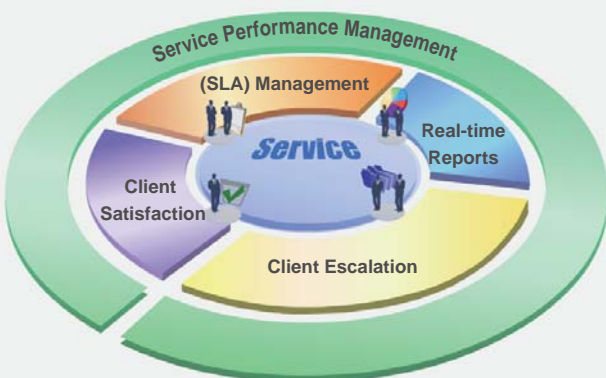 Service Performance Management
(SLA) Management
Service
Real-time
Reports
Client
Satisfaction
Client Escalation